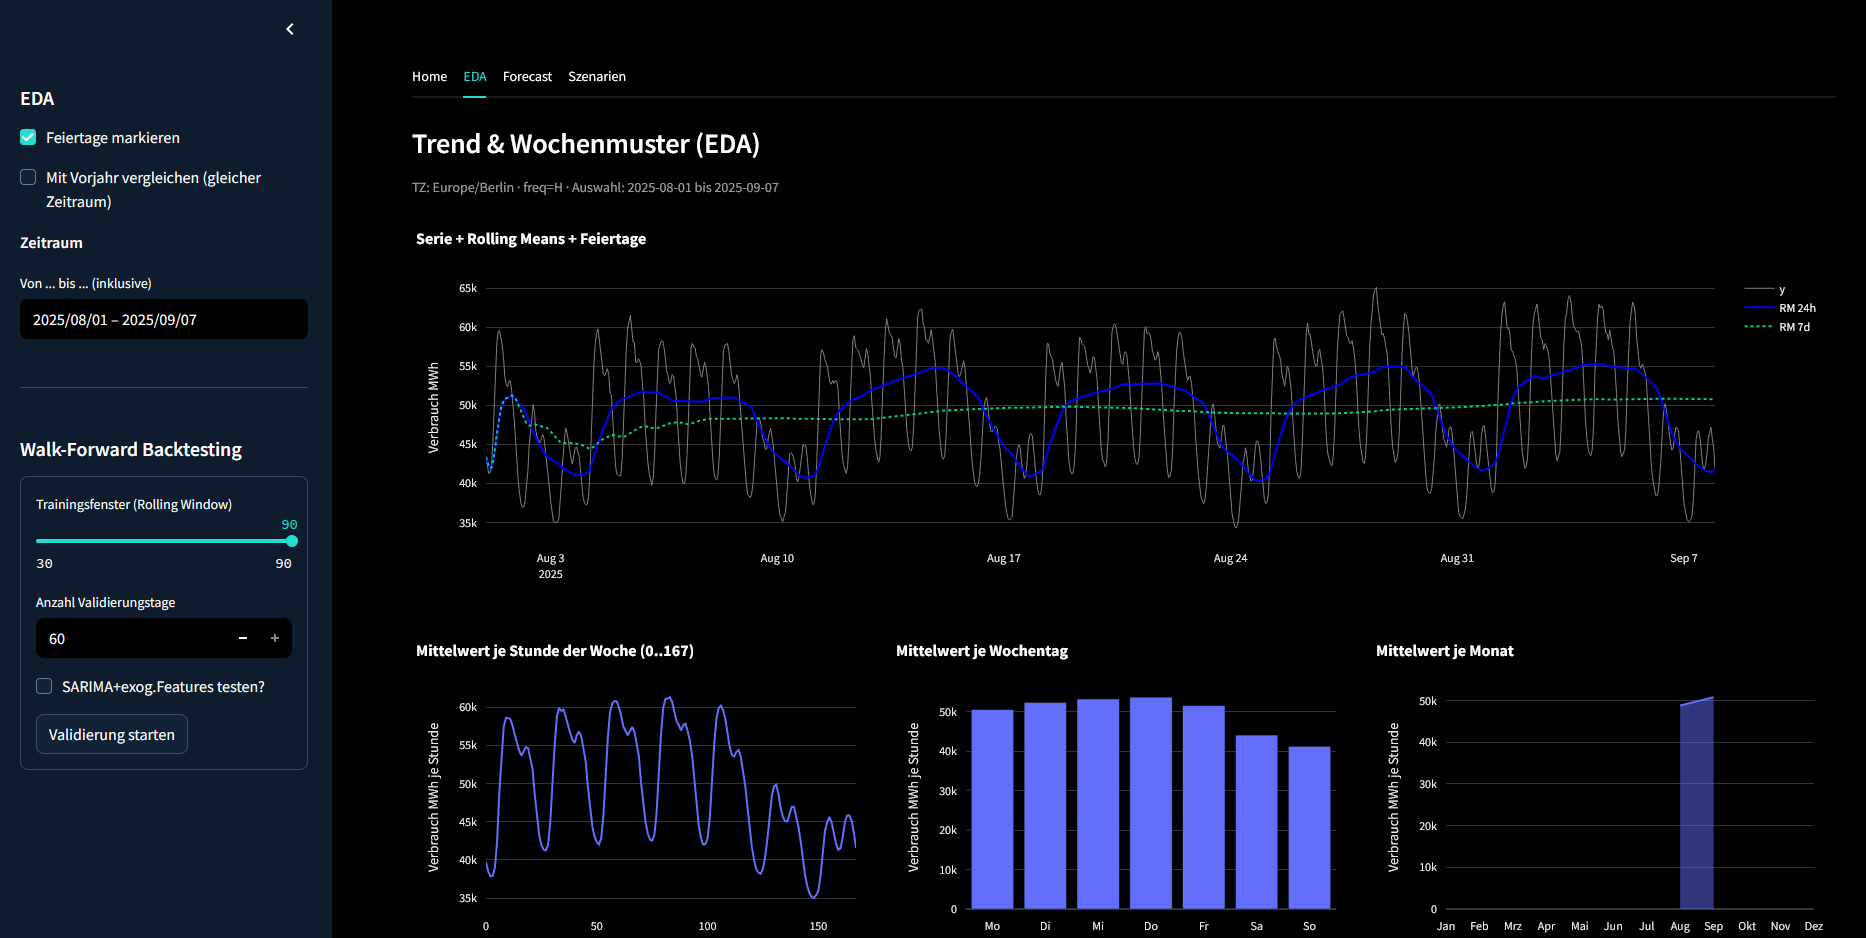 EDA
Feiertage markieren
Mit Vorjahr vergleichen (gleicher
Zeitraum)
Zeitraum
Von ... bis ... (inklusive)
2025/08/01 – 2025/09/07
Walk-Forward Backtesting
Trainingsfenster (Rolling Window)
90
30 90
Anzahl Validierungstage
60
SARIMA+exog.Features testen?
Validierung starten
Home EDA Forecast Szenarien
Trend & Wochenmuster (EDA)
TZ: Europe/Berlin · freq=H · Auswahl: 2025-08-01 bis 2025-09-07
Serie + Rolling Means + Feiertage
Verbrauch MWh
65k
60k
55k
50k
45k
40k
35k
Aug 3 Aug 10 Aug 17 Aug 24 Aug 31 Sep 7
2025
y
RM 24h
RM 7d
Mittelwert je Stunde der Woche (0..167)
Verbrauch MWh je Stunde
60k
55k
50k
45k
40k
35k
0 50 100 150
Mittelwert je Wochentag
Verbrauch MWh je Stunde
50k
40k
30k
20k
10k
0
Mo Di Mi Do Fr Sa So
Mittelwert je Monat
Verbrauch MWh je Stunde
50k
40k
30k
20k
10k
0
Jan Feb Mrz Apr Mai Jun Jul Aug Sep Okt Nov Dez